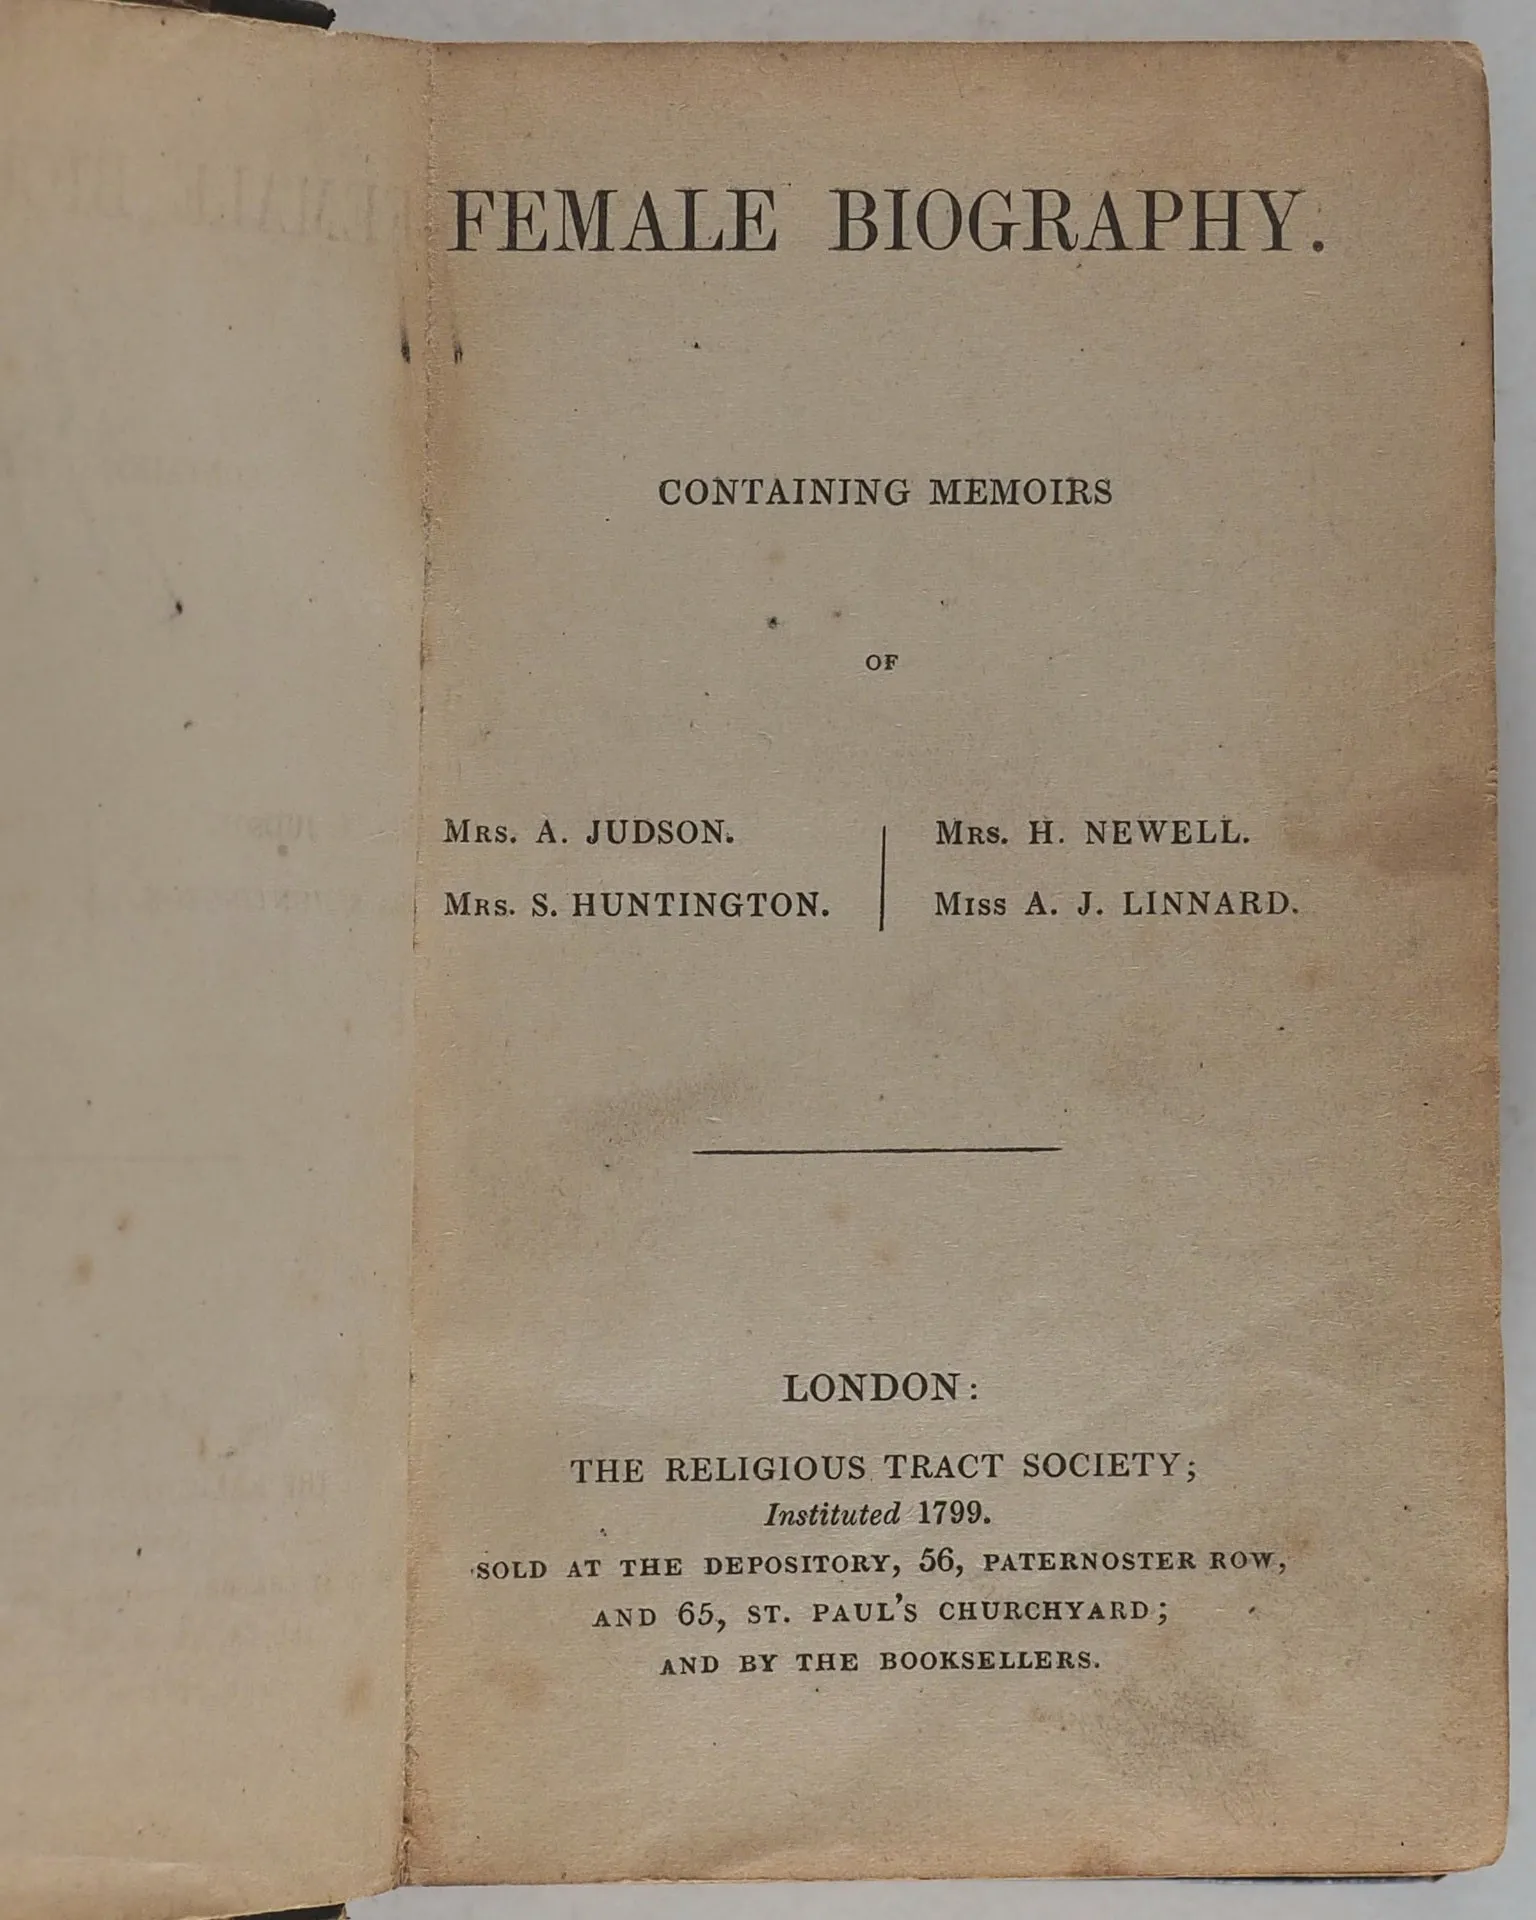 FEMALE BIOGRAPHY.
CONTAINING MEMOIRS
OF
MRS. A. JUDSON.
MRS. S. HUNTINGTON.
MRS. H. NEWELL.
MISS A. J. LINNARD.
LONDON:
THE RELIGIOUS TRACT SOCIETY;
Instituted 1799.
SOLD AT THE DEPOSITORY, 56, PATERNOSTER ROW,
AND 65, ST. PAUL'S CHURCHYARD;
AND BY THE BOOKSELLERS.